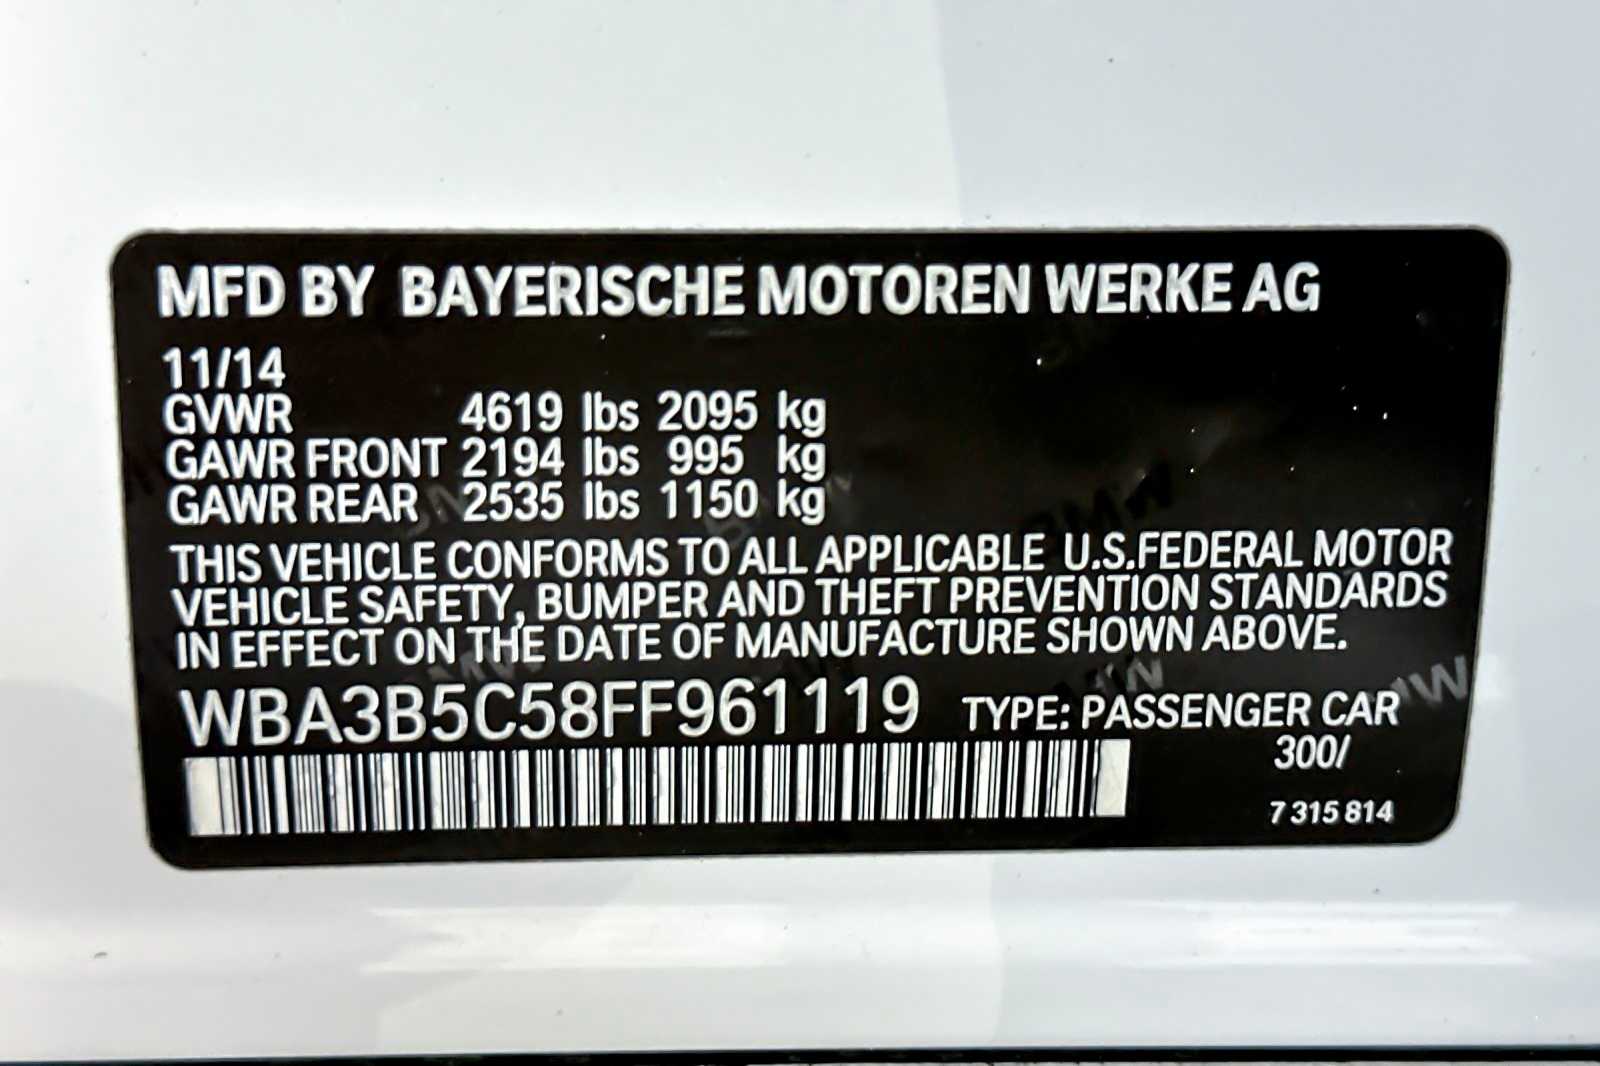 MFD BY BAYERISCHE MOTOREN WERKE AG
11/14
GVWR 4619 lbs 2095 kg
GAWR FRONT 2194 lbs 995 kg
GAWR REAR 2535 lbs 1150 kg
THIS VEHICLE CONFORMS TO ALL APPLICABLE U.S.FEDERAL MOTOR
VEHICLE SAFETY, BUMPER AND THEFT PREVENTION STANDARDS
IN EFFECT ON THE DATE OF MANUFACTURE SHOWN ABOVE.
WBA3B5C58FF961119 TYPE: PASSENGER CAR
300/
7 315 814